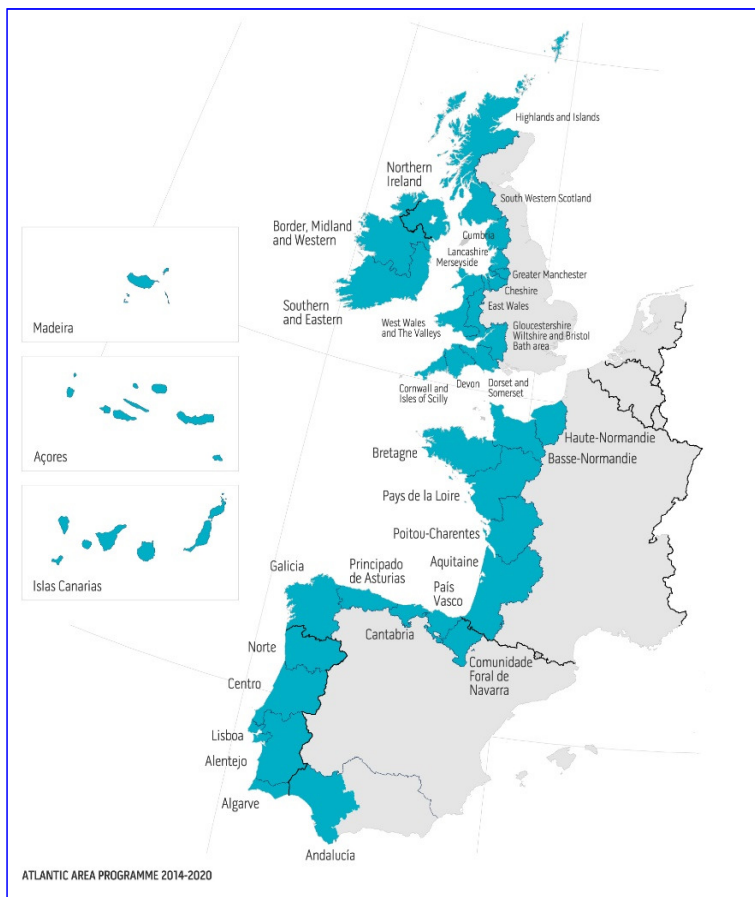 Highlands and Islands
Northern
Ireland
South Western Scotland
Border, Midland
and Western
Cumbria
Lancashire
Merseyside
Greater Manchester
Cheshire
East Wales
Southern
and Eastern
West Wales
and The Valleys
Gloucestershire
Wiltshire and Bristol
Bath area
Madeira
Cornwall and
Isles of Scilly
Devon
Dorset and
Somerset
Haute-Normandie
Basse-Normandie
Bretagne
Açores
Pays de la Loire
Poitou-Charentes
Aquitaine
Galicia
Principado
de Asturias
País
Vasco
Islas Canarias
Cantabria
Norte
Comunidade
Foral de
Navarra
Centro
Lisboa
Alentejo
Algarve
Andalucía
ATLANTIC AREA PROGRAMME 2014-2020